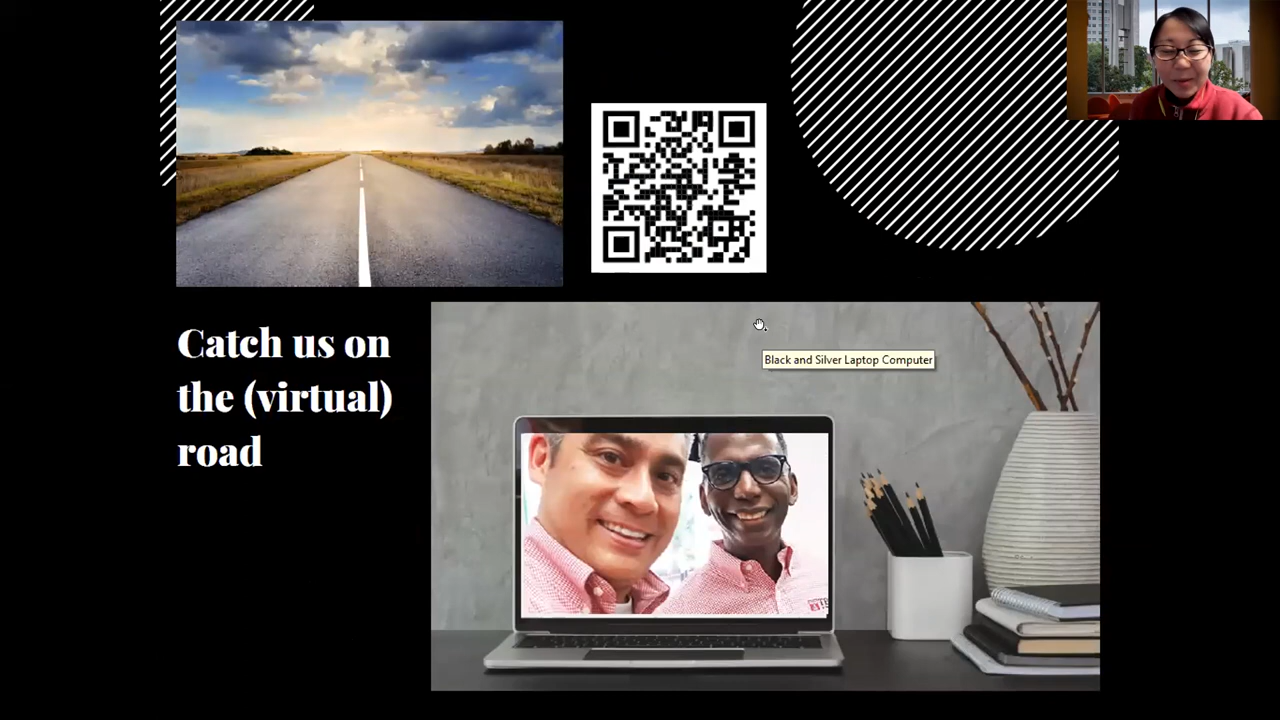 Catch us on
the (virtual)
road
Black and Silver Laptop Computer